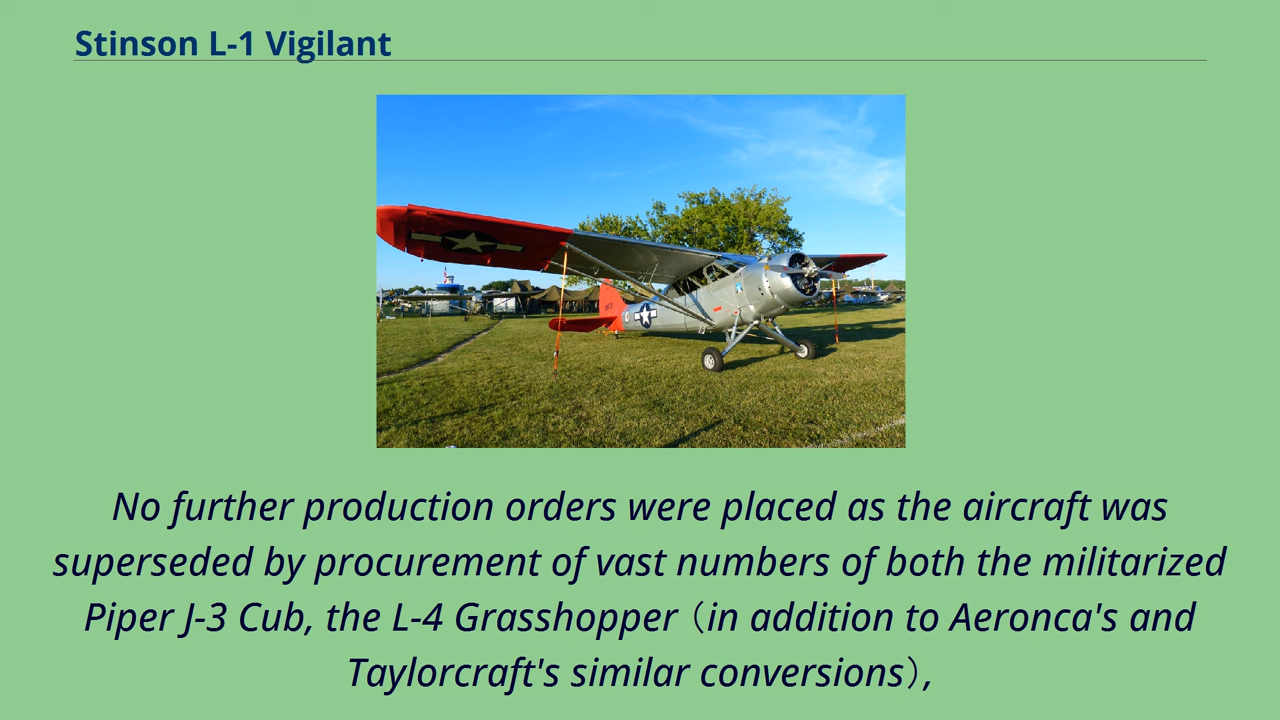 Stinson L-1 Vigilant
No further production orders were placed as the aircraft was
superseded by procurement of vast numbers of both the militarized
Piper J-3 Cub, the L-4 Grasshopper（in addition to Aeronca's and
Taylorcraft's similar conversions）,